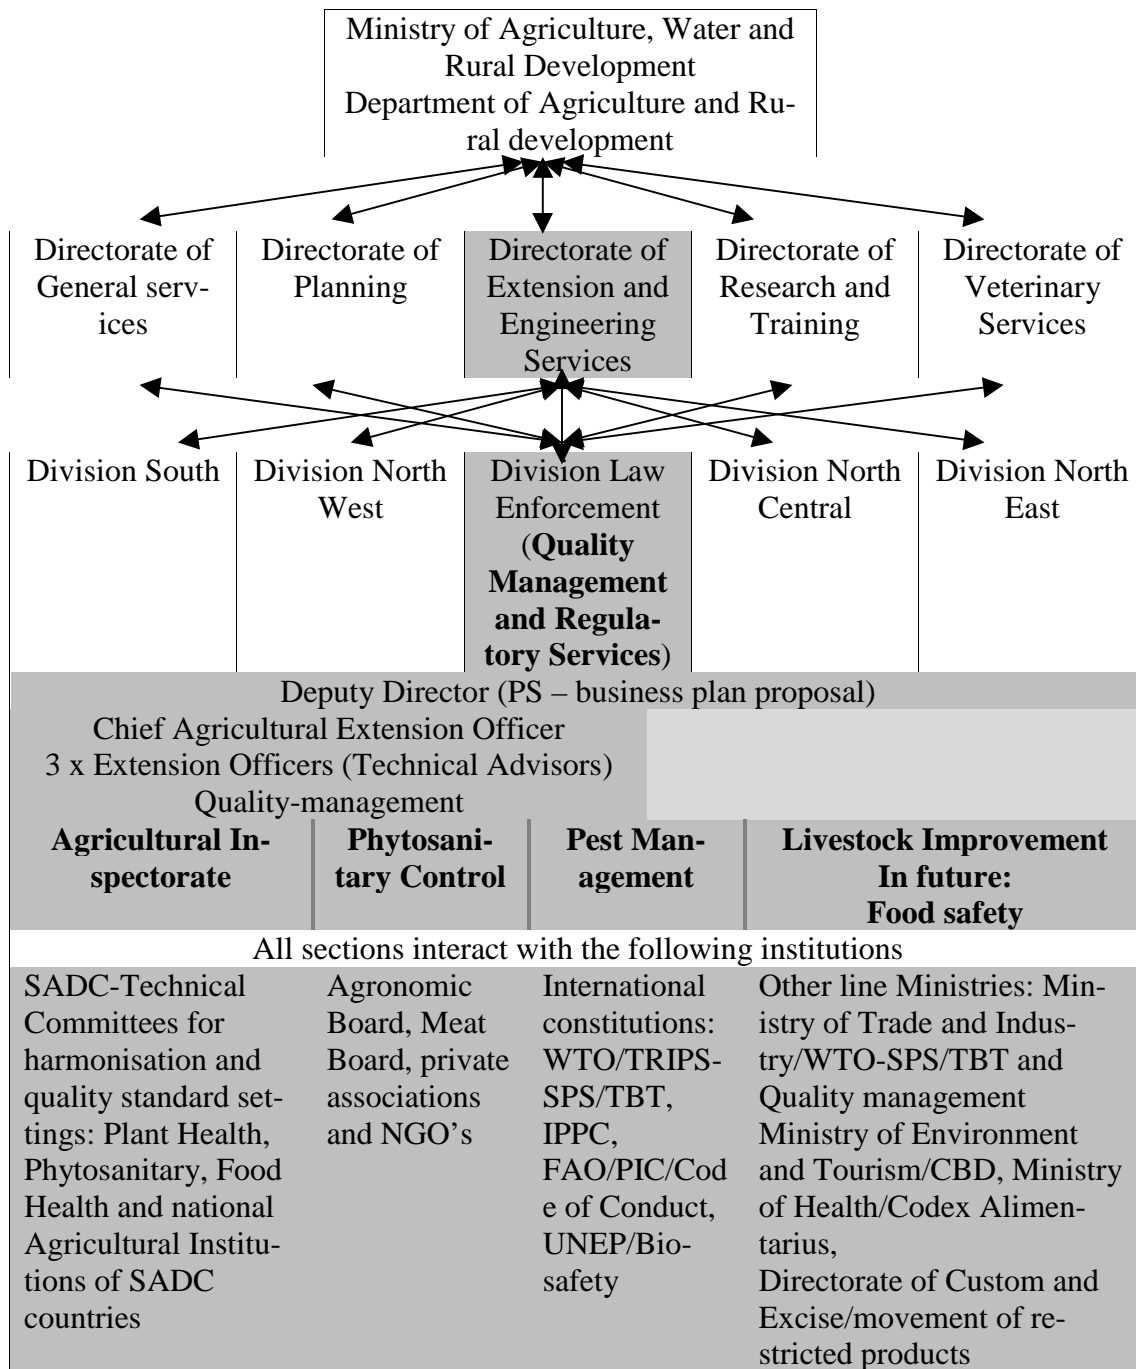 Ministry of Agriculture, Water and
Rural Development
Department of Agriculture and Ru-
ral development
Directorate of
General serv-
ices
Directorate of
Planning
Directorate of
Extension and
Engineering
Services
Directorate of
Research and
Training
Directorate of
Veterinary
Services
Division South
Division North
West
Division Law
Enforcement
(Quality
Management
and Regula-
tory Services)
Division North
Central
Division North
East
Deputy Director (PS – business plan proposal)
Chief Agricultural Extension Officer
3 x Extension Officers (Technical Advisors)
Quality-management
Agricultural In-
spectorate
Phytosani-
tary Control
Pest Man-
agement
Livestock Improvement
In future:
Food safety
All sections interact with the following institutions
SADC-Technical
Committees for
harmonisation and
quality standard set-
tings: Plant Health,
Phytosanitary, Food
Health and national
Agricultural Institu-
tions of SADC
countries
Agronomic
Board, Meat
Board, private
associations
and NGO’s
International
constitutions:
WTO/TRIPS-
SPS/TBT,
IPPC,
FAO/PIC/Cod
e of Conduct,
UNEP/Bio-
safety
Other line Ministries: Min-
istry of Trade and Indus-
try/WTO-SPS/TBT and
Quality management
Ministry of Environment
and Tourism/CBD, Ministry
of Health/Codex Alimen-
tarius,
Directorate of Custom and
Excise/movement of re-
stricted products